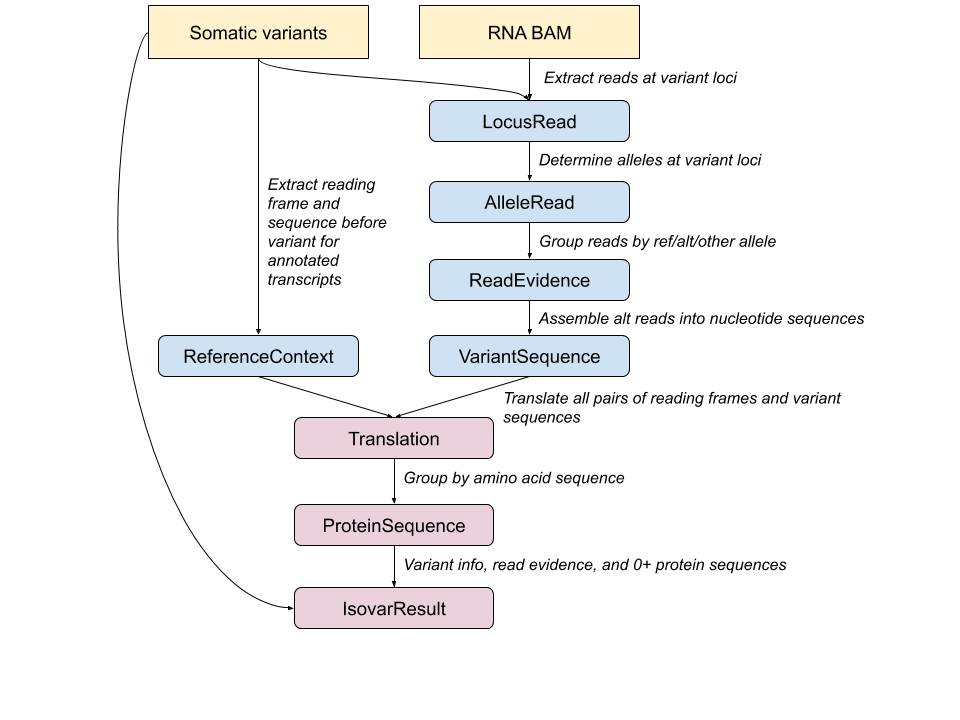 Somatic variants
RNA BAM
Extract reads at variant loci
LocusRead
Determine alleles at variant loci
Extract reading
frame and
sequence before
variant for
annotated
transcripts
AlleleRead
Group reads by ref/alt/other allele
ReadEvidence
Assemble alt reads into nucleotide sequences
ReferenceContext
VariantSequence
Translate all pairs of reading frames and variant
sequences
Translation
Group by amino acid sequence
ProteinSequence
Variant info, read evidence, and 0+ protein sequences
IsovarResult